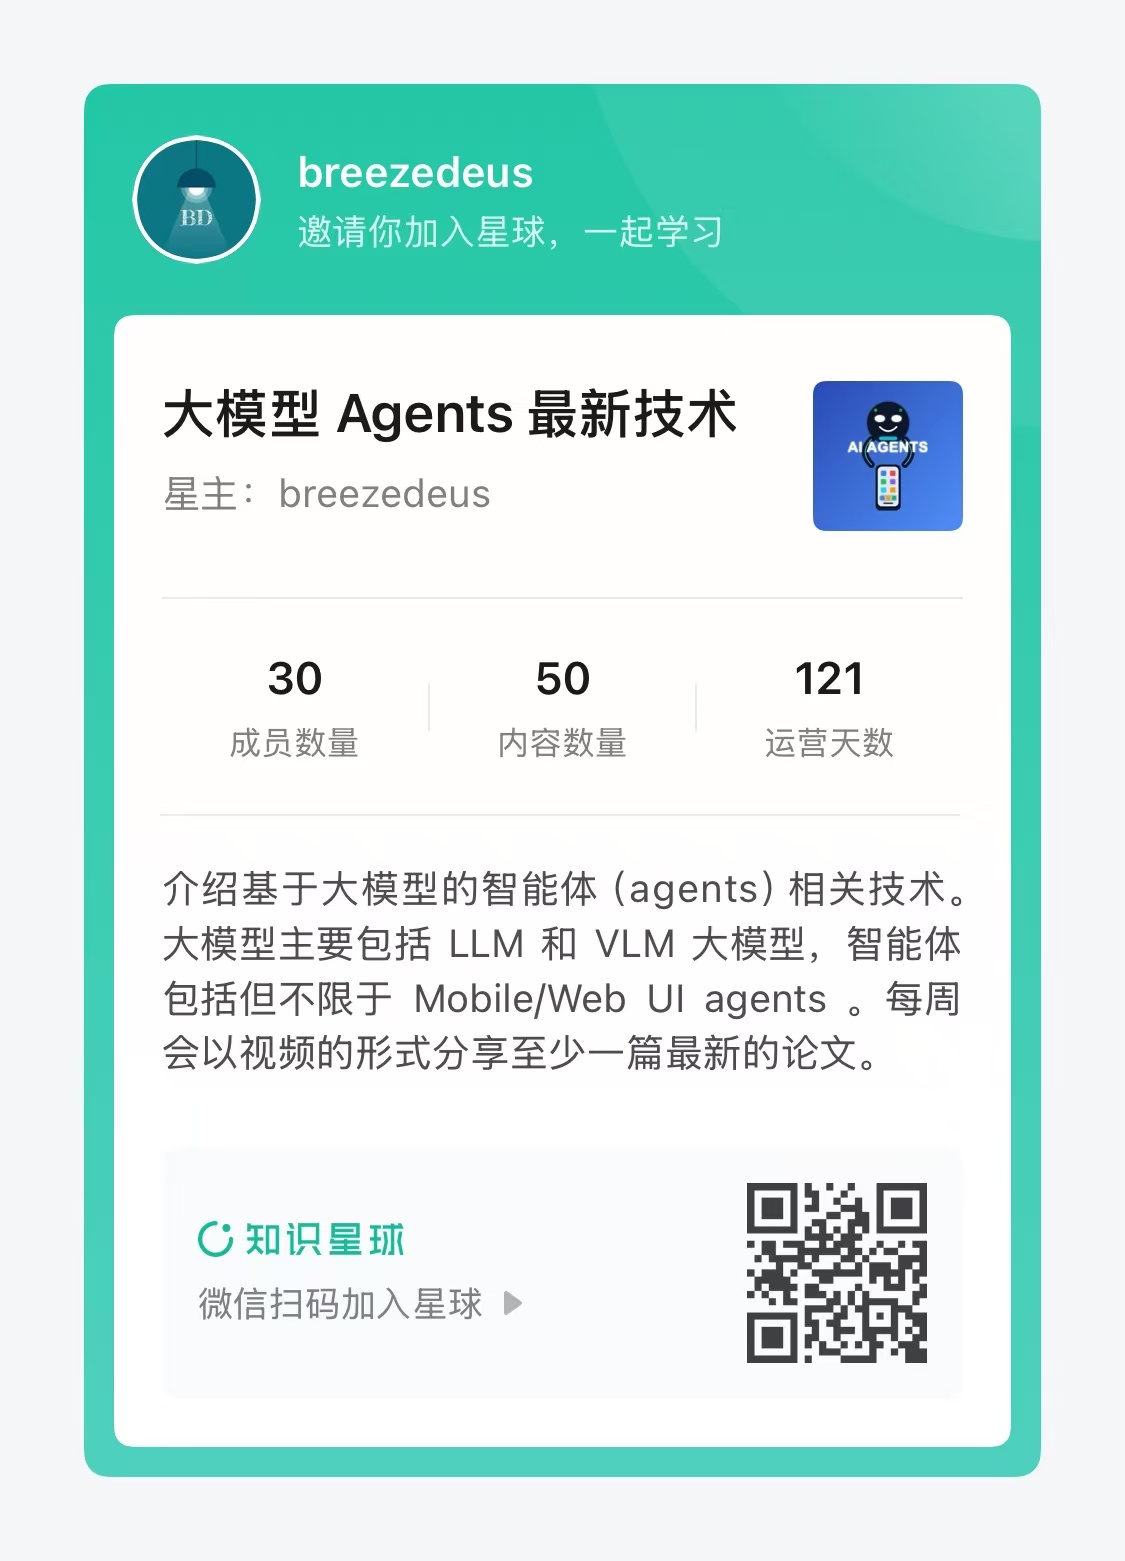 BD
breezedeus
邀请你加入星球，一起学习
大模型 Agents 最新技术
星主：breezedeus
AI AGENTS
30
成员数量
50
内容数量
121
运营天数
介绍基于大模型的智能体（agents）相关技术。
大模型主要包括 LLM 和 VLM 大模型，智能体
包括但不限于 Mobile/Web UI agents 。每周
会以视频的形式分享至少一篇最新的论文。
知识星球
微信扫码加入星球